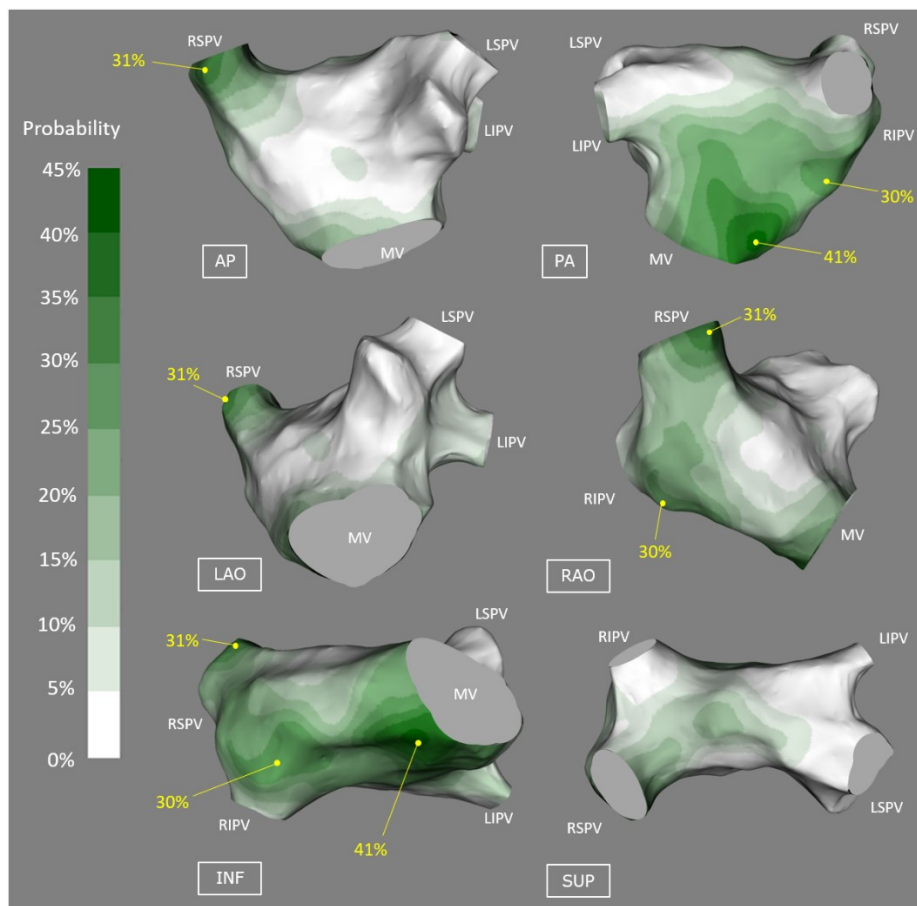 Probability
45%
40%
35%
30%
25%
20%
15%
10%
5%
0%
RSPV
LSPV
31%
LIPV
MV
AP
LSPV
RSPV
LIPV
RIPV
30%
MV
41%
PA
LSPV
RSPV
31%
LIPV
MV
LAO
RSPV
31%
RIPV
30%
MV
RAO
LSPV
31%
MV
RSPV
30%
RIPV
41%
LIPV
INF
RIPV
LIPV
RSPV
LSPV
SUP